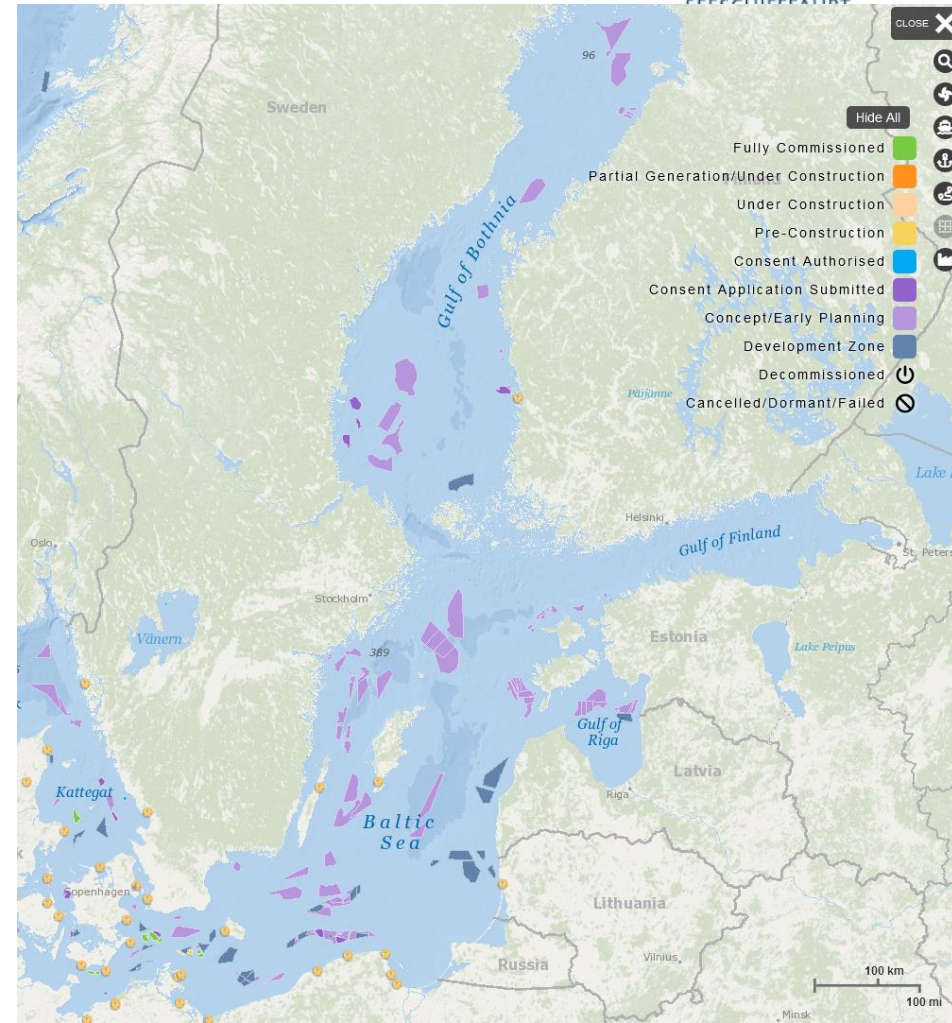 CLOSE
96
Sweden
Hide All
Fully Commissioned
Partial Generation/Under Construction
Under Construction
Pre-Construction
Consent Authorised
Consent Application Submitted
Concept/Early Planning
Development Zone
Decommissioned
Cancelled/Dormant/Failed
Gulf of Bothnia
Päijänne
Lake
Helsinki
Gulf of Finland
Oslo
St. Peters
Stockholm
Vänern
389
Estonia
Lake Peipus
Gulf of
Riga
Latvia
Kattegat
Riga
Baltic
Sea
Copenhagen
Lithuania
Russia
Vilnius
Minsk
100 km
100 mi